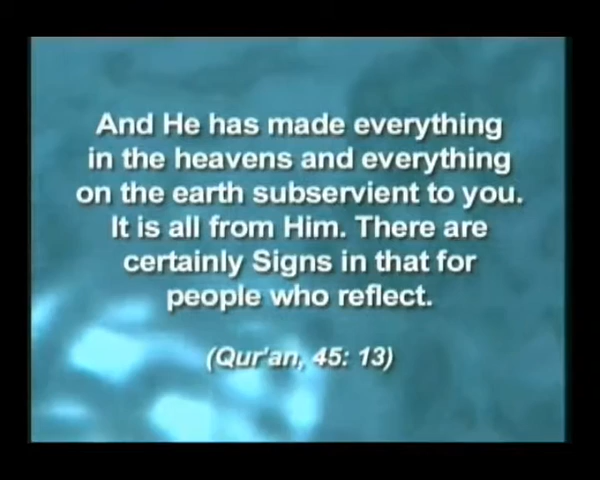 And He has made everything
in the heavens and everything
on the earth subservient to you.
It is all from Him. There are
certainly Signs in that for
people who reflect.
(Qur'an, 45: 13)